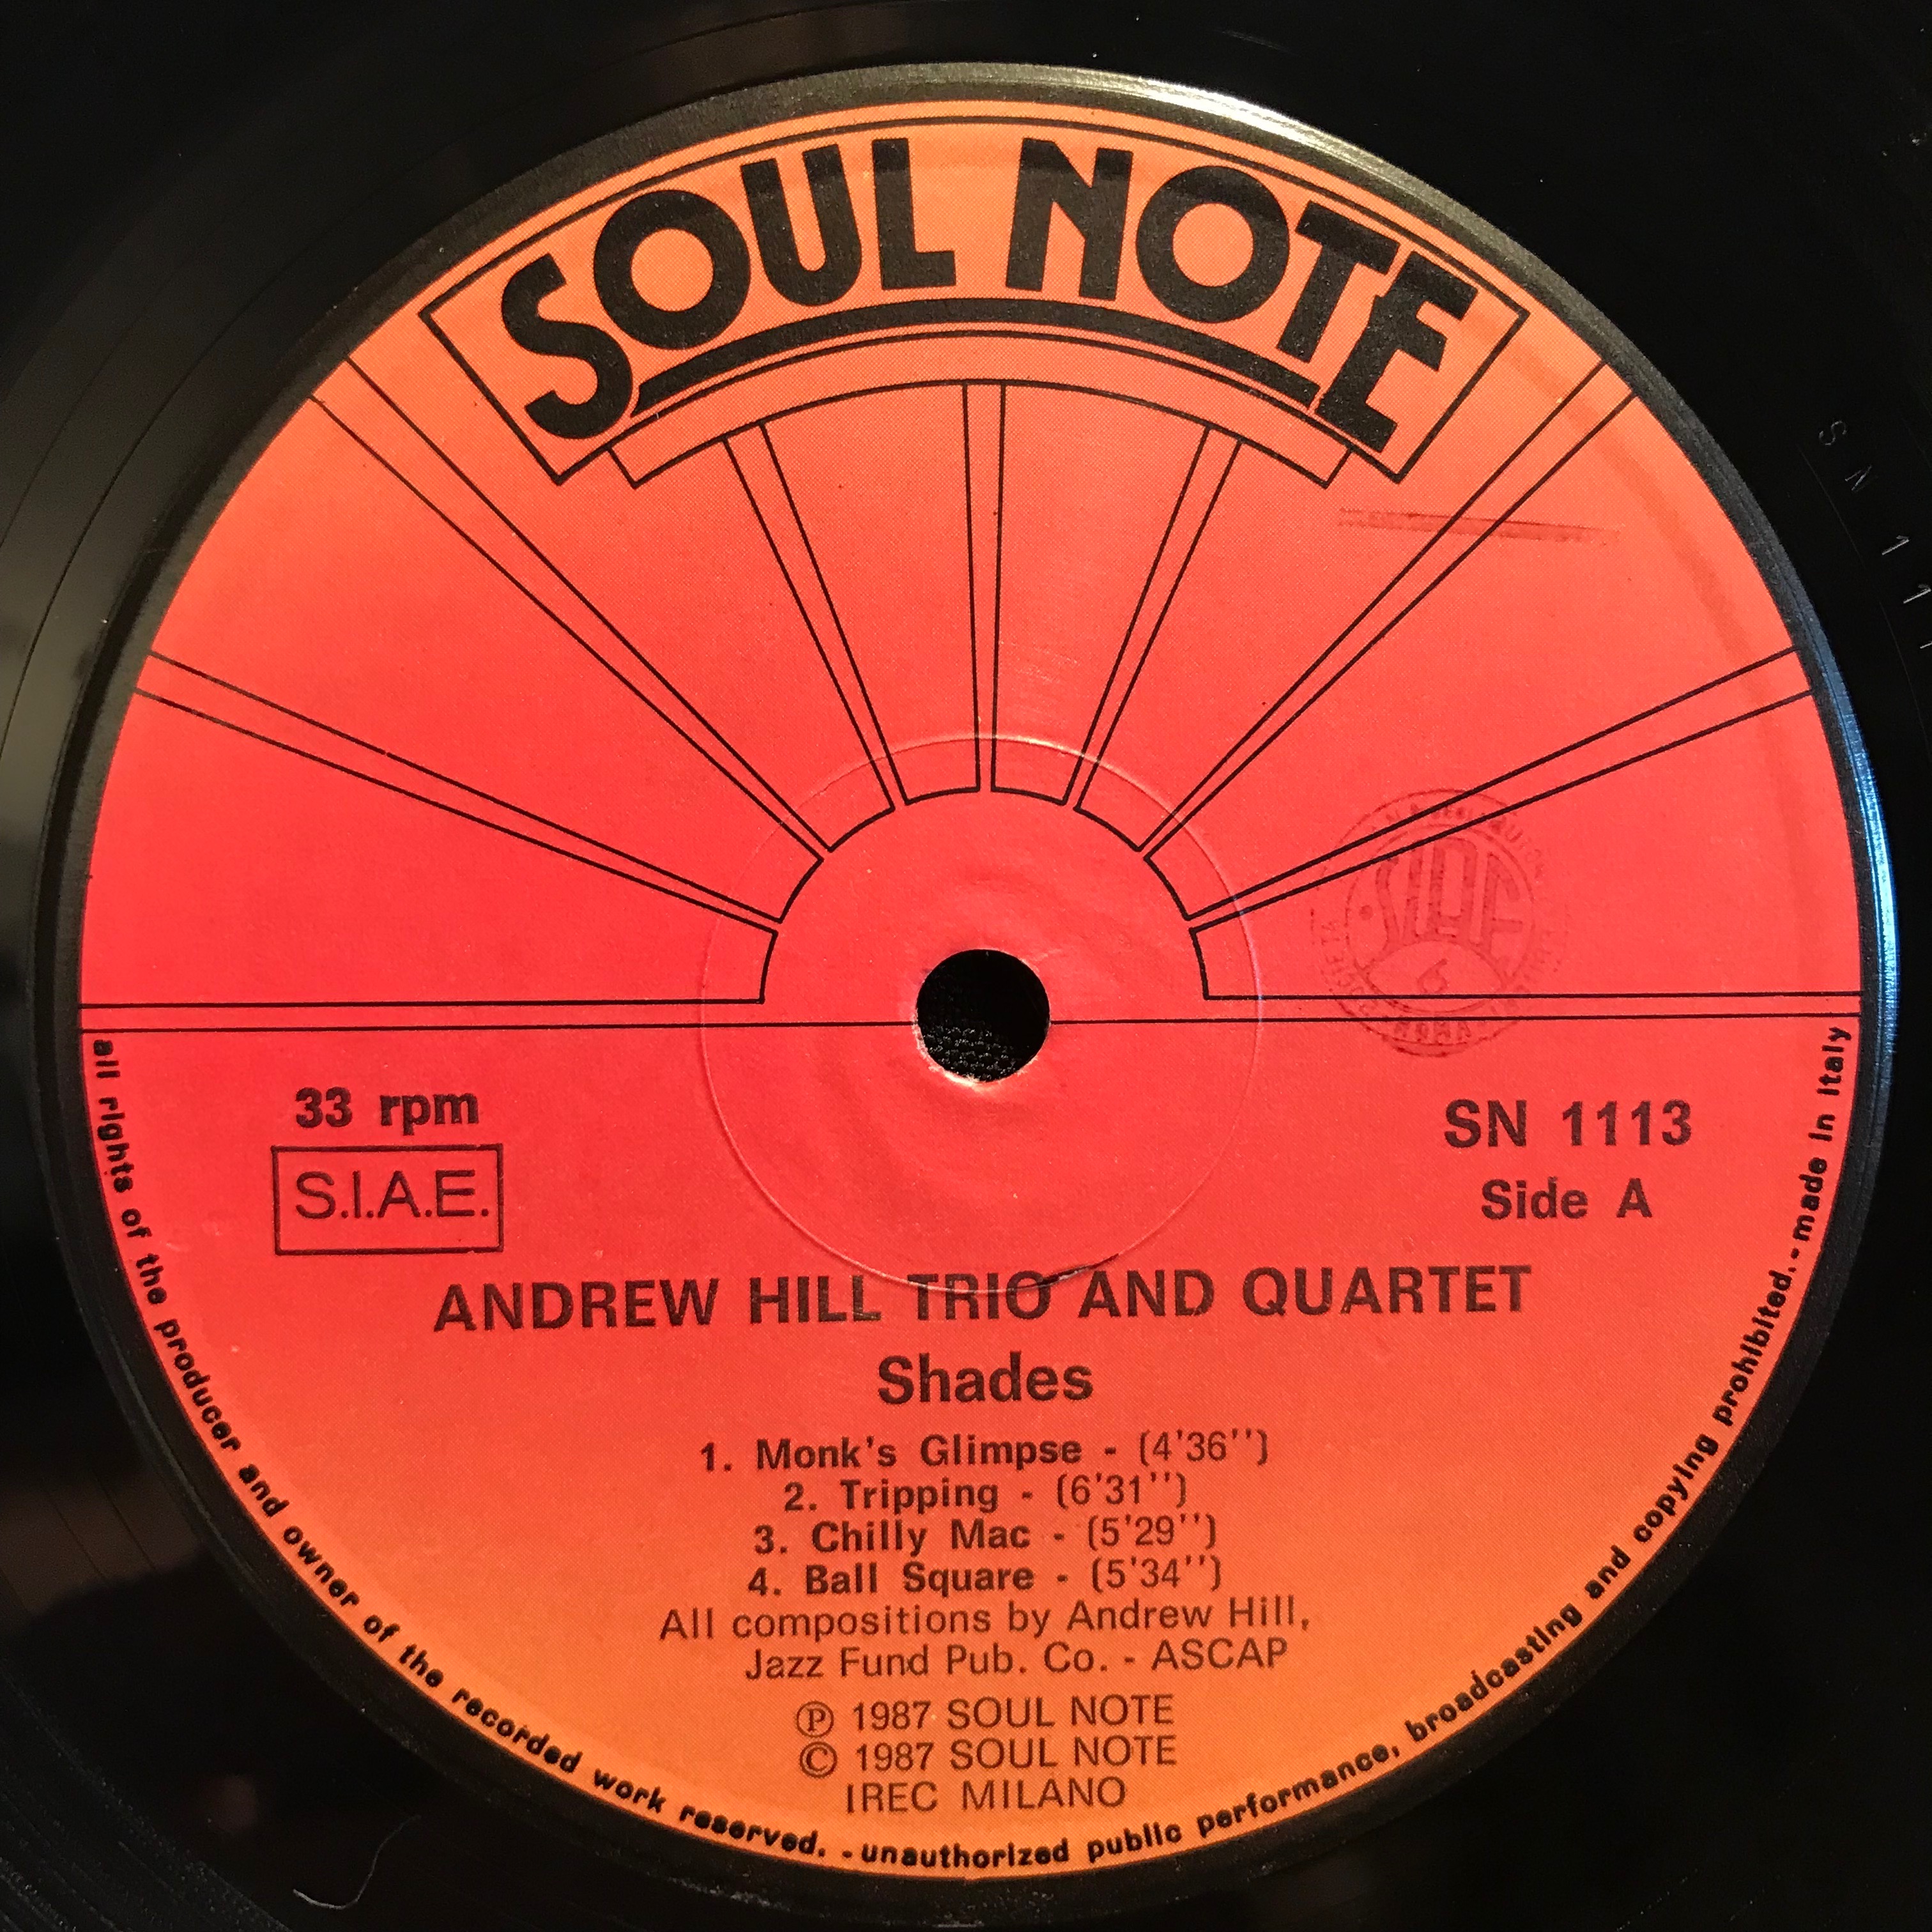 SOUL NOTE
SIAE
6
ROMA
33 rpm
S.I.A.E.
SN 1113
Side A
ANDREW HILL TRIO AND QUARTET
Shades
1. Monk's Glimpse - (4'36'')
2. Tripping - (6'31'')
3. Chilly Mac - (5'29'')
4. Ball Square - (5'34'')
All compositions by Andrew Hill,
Jazz Fund Pub. Co. - ASCAP
Ⓟ 1987 SOUL NOTE
© 1987 SOUL NOTE
IREC MILANO
all rights of the producer and owner of the recorded work reserved. - unauthorized public performance, broadcasting and copying prohibited. - made in Italy